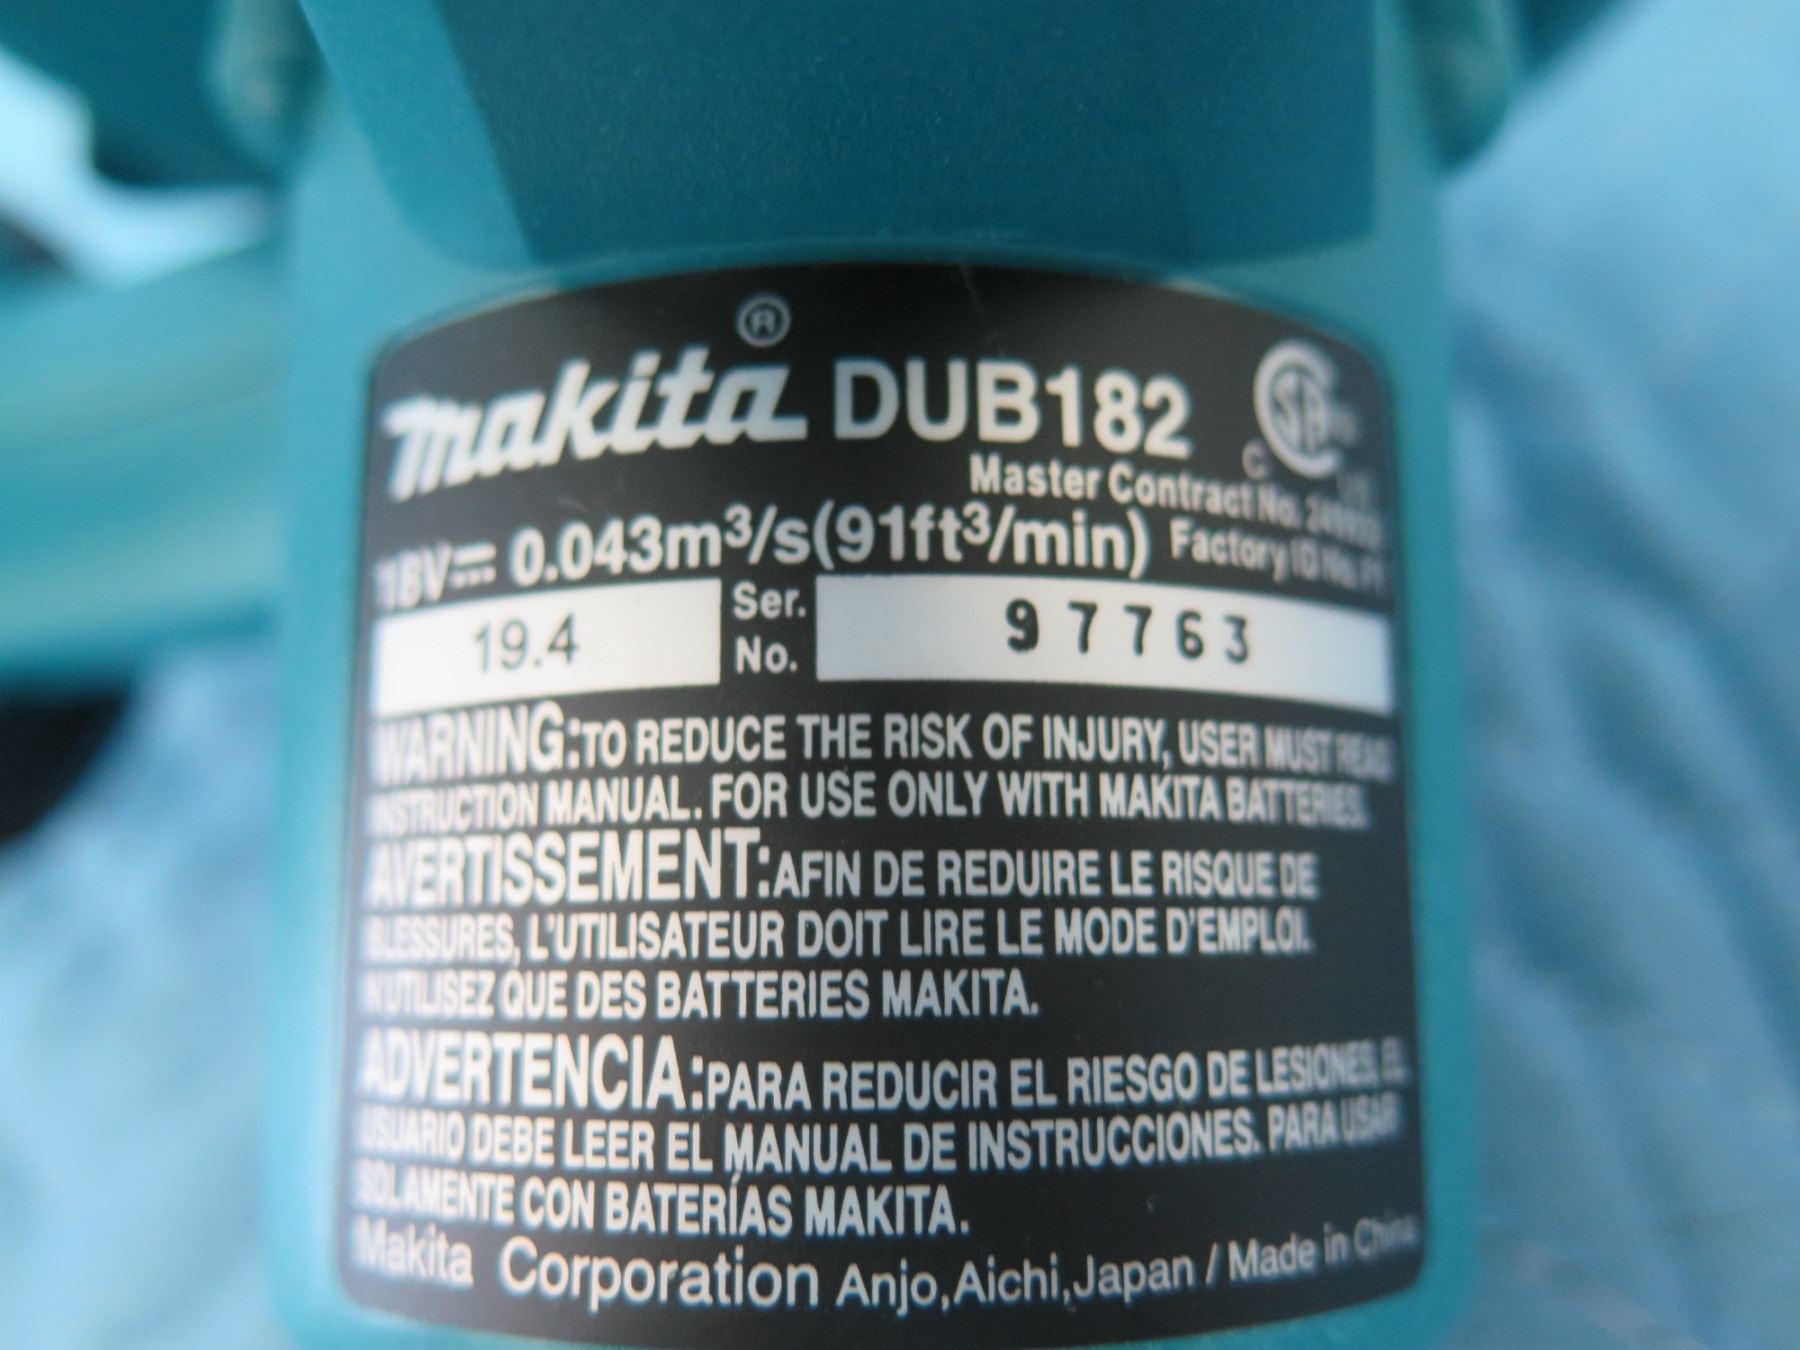 makita® DUB182
CSA
C US
Master Contract No.
18V⎓ 0.043m³/s(91ft³/min) Factory ID No.
19.4 Ser. No. 97763
WARNING:TO REDUCE THE RISK OF INJURY, USER MUST READ
INSTRUCTION MANUAL. FOR USE ONLY WITH MAKITA BATTERIES.
AVERTISSEMENT:AFIN DE REDUIRE LE RISQUE DE
BLESSURES, L'UTILISATEUR DOIT LIRE LE MODE D'EMPLOI.
N'UTILISEZ QUE DES BATTERIES MAKITA.
ADVERTENCIA:PARA REDUCIR EL RIESGO DE LESIONES, EL
USUARIO DEBE LEER EL MANUAL DE INSTRUCCIONES. PARA USAR
SOLAMENTE CON BATERÍAS MAKITA.
Makita Corporation Anjo,Aichi,Japan / Made in China